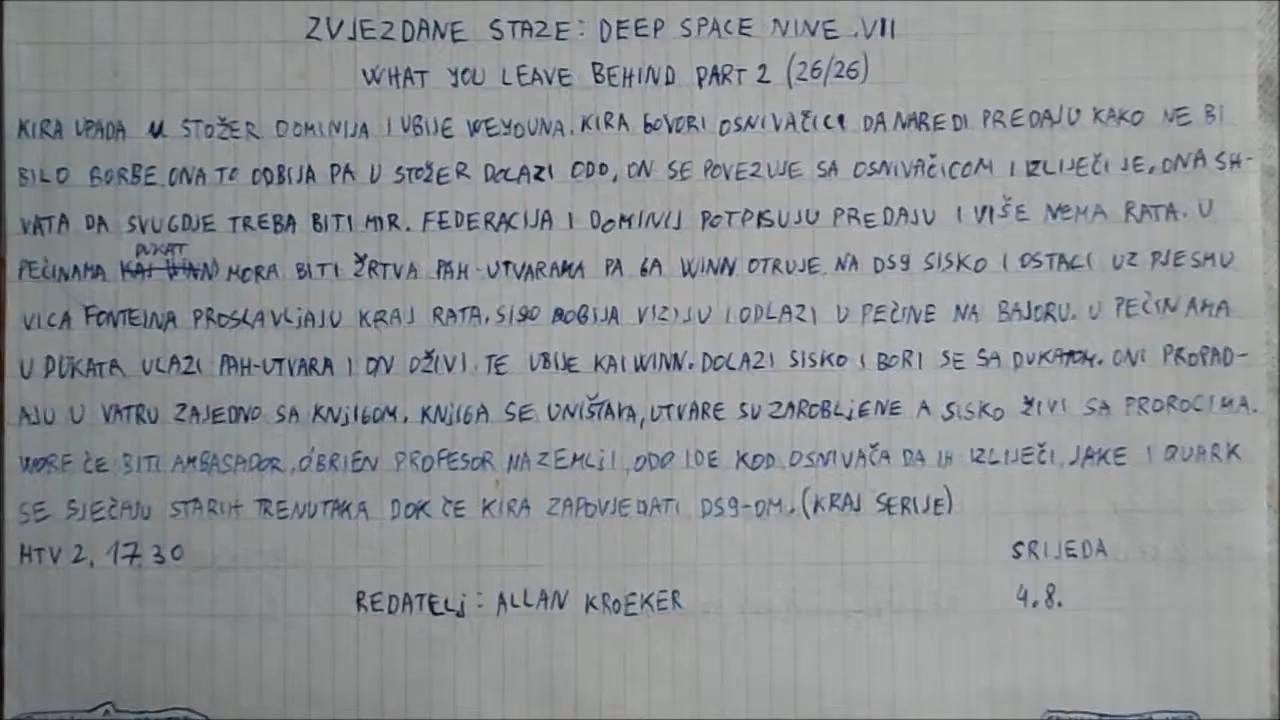 ZVJEZDANE STAZE: DEEP SPACE NINE VII
WHAT YOU LEAVE BEHIND PART 2 (26/26)
KIRA UPADA U STOŽER DOMINIJA I UBIJE WEYOUNA. KIRA GOVORI OSNIVAČICI DA NAREDI PREDAJU KAKO NE BI
BILO BORBE. ONA TO ODBIJA PA U STOŽER DOLAZI ODO, ON SE POVEZUJE SA OSNIVAČICOM I IZLIJEČI JE. ONA SH-
VATA DA SVUGDJE TREBA BITI MIR. FEDERACIJA I DOMINIJ POTPISUJU PREDAJU I VIŠE NEMA RATA. U
PEČINAMA DUKAT MORA BITI ŽRTVA PAH-UTVARAMA PA GA WINN OTRUJE. NA DS9 SISKO I OSTALI UZ PJESMU
VICA FONTEINA PROSLAVLJAJU KRAJ RATA. DOBIJA VIZIJU I ODLAZI U PEČINE NA BAJORU. U PEČINAMA
U DUKATA ULAZI PAH-UTVARA I ON OŽIVI TE UBIJE KAI WINN. DOLAZI SISKO I BORI SE SA DUKATOM. ONI PROPAD-
AJU U VATRU ZAJEDNO SA KNJIGOM. KNJIGA SE UNIŠTAVA, UTVARE SU ZAROBLJENE A SISKO ŽIVI SA PROROCIMA.
WORF ČE BITI AMBASADOR, O'BRIEN PROFESOR NA ZEMLJI, ODO IDE KOD OSNIVAČA DA IH IZLIJEČI, JAKE I QUARK
SE SJEČAJU STARIH TRENUTAKA DOK ČE KIRA ZAPOVJEDATI DS9-OM. (KRAJ SERIJE)
HTV 2, 17.30
SRIJEDA
REDATELJ: ALLAN KROEKER
4.8.